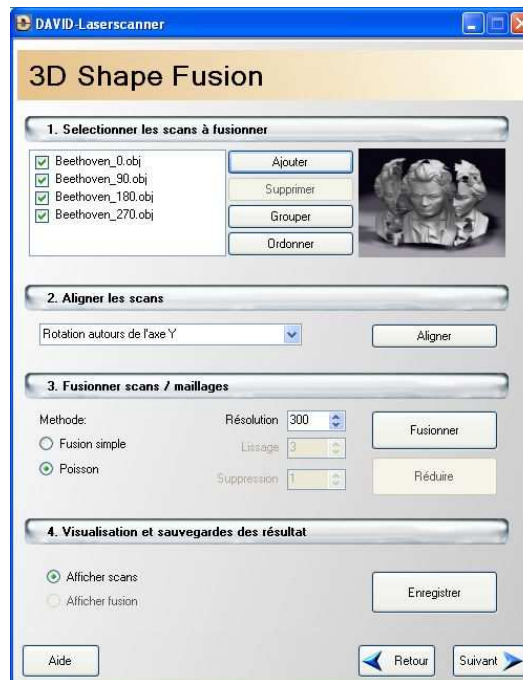 DAVID-Laserscanner
3D Shape Fusion
1. Selectionner les scans à fusionner
Beethoven_0.obj
Beethoven_90.obj
Beethoven_180.obj
Beethoven_270.obj
Ajouter
Supprimer
Grouper
Ordonner
2. Aligner les scans
Rotation autours de l'axe Y
Aligner
3. Fusionner scans / maillages
Methode:
Fusion simple
Poisson
Résolution 300
Lissage 3
Suppression 1
Fusionner
Réduire
4. Visualisation et sauvegardes des résultat
Afficher scans
Afficher fusion
Enregistrer
Aide
Retour
Suivant